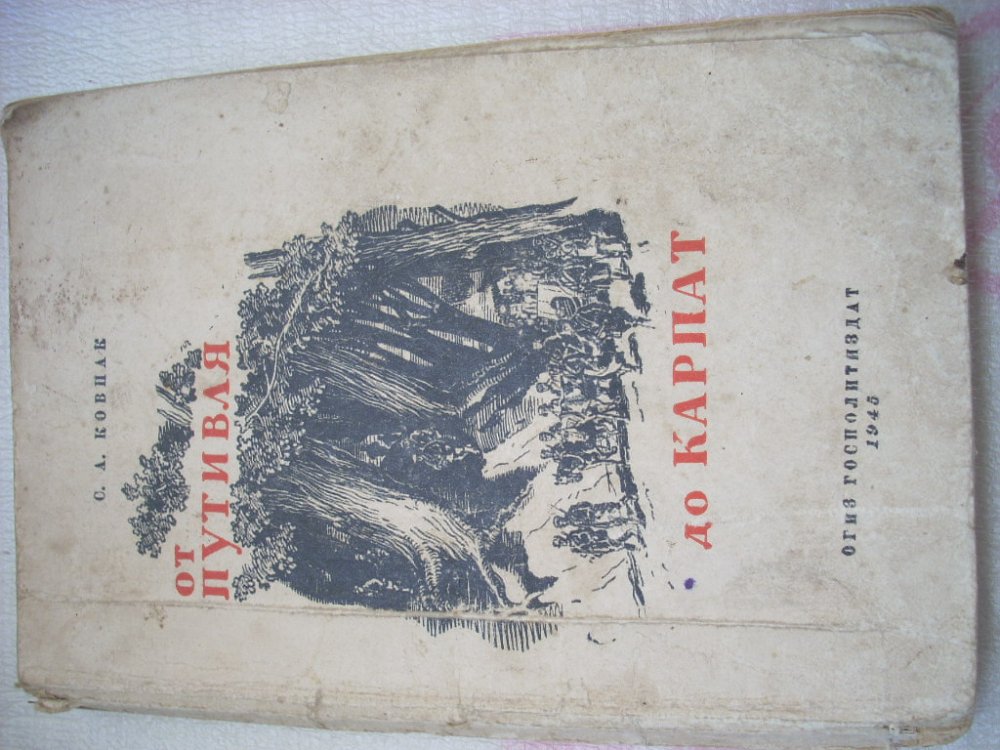 С. А. КОВПАК
ОТ
ПУТИВЛЯ
ДО КАРПАТ
ОГИЗ ГОСПОЛИТИЗДАТ
1945